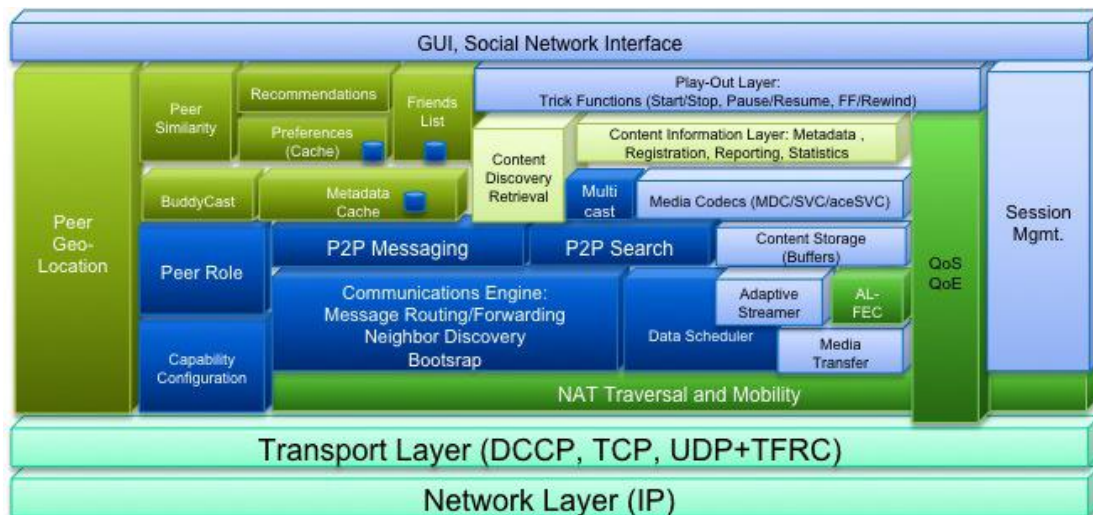 GUI, Social Network Interface
Peer
Geo-
Location
Peer
Similarity
Recommendations
Preferences
(Cache)
Friends
List
Play-Out Layer:
Trick Functions (Start/Stop, Pause/Resume, FF/Rewind)
Content
Discovery
Retrieval
Content Information Layer: Metadata ,
Registration, Reporting, Statistics
BuddyCast
Metadata
Cache
Multi
cast
Media Codecs (MDC/SVC/aceSVC)
Peer Role
P2P Messaging
P2P Search
Content Storage
(Buffers)
Communications Engine:
Message Routing/Forwarding
Neighbor Discovery
Bootsrap
Data Scheduler
Adaptive
Streamer
AL-
FEC
Media
Transfer
Capability
Configuration
NAT Traversal and Mobility
QoS
QoE
Session
Mgmt.
Transport Layer (DCCP, TCP, UDP+TFRC)
Network Layer (IP)